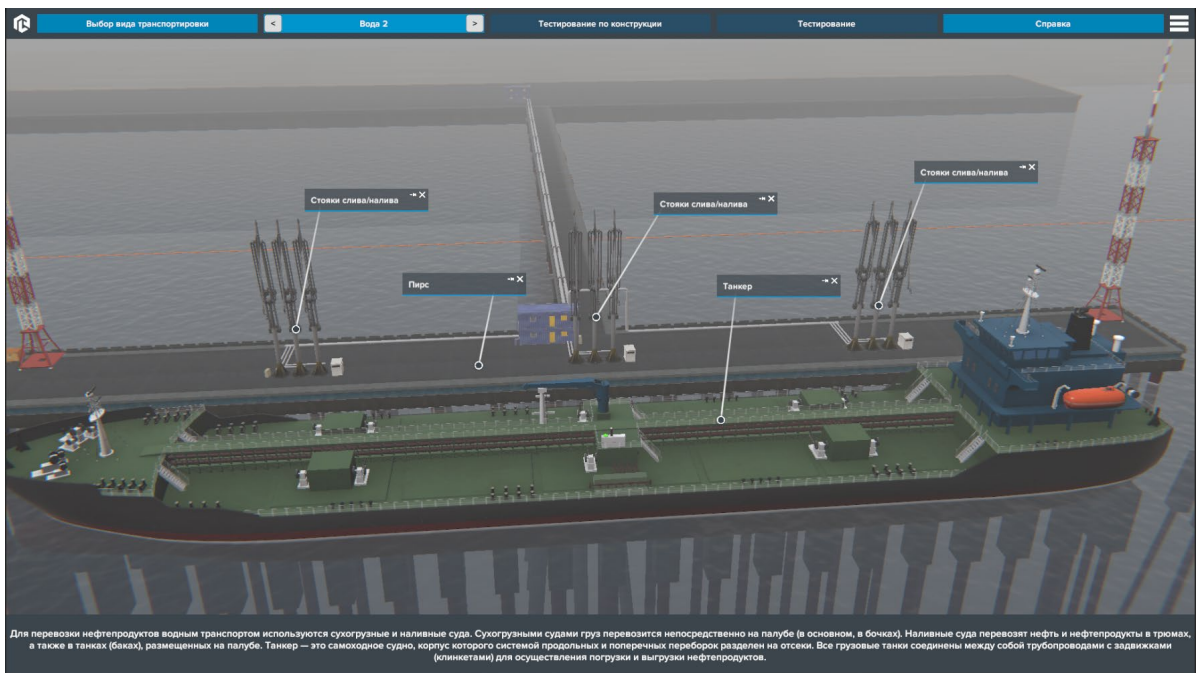 Выбор вида транспортировки
<
Вода 2
>
Тестирование по конструкции
Тестирование
Справка
Стояки слива/налива
Стояки слива/налива
Стояки слива/налива
Пирс
Танкер
Для перевозки нефтепродуктов водным транспортом используются сухогрузные и наливные суда. Сухогрузными судами груз перевозится непосредственно на палубе (в основном, в бочках). Наливные суда перевозят нефть и нефтепродукты в трюмах,
а также в танках (баках), размещенных на палубе. Танкер — это самоходное судно, корпус которого системой продольных и поперечных переборок разделен на отсеки. Все грузовые танки соединены между собой трубопроводами с задвижками
(клинкетами) для осуществления погрузки и выгрузки нефтепродуктов.